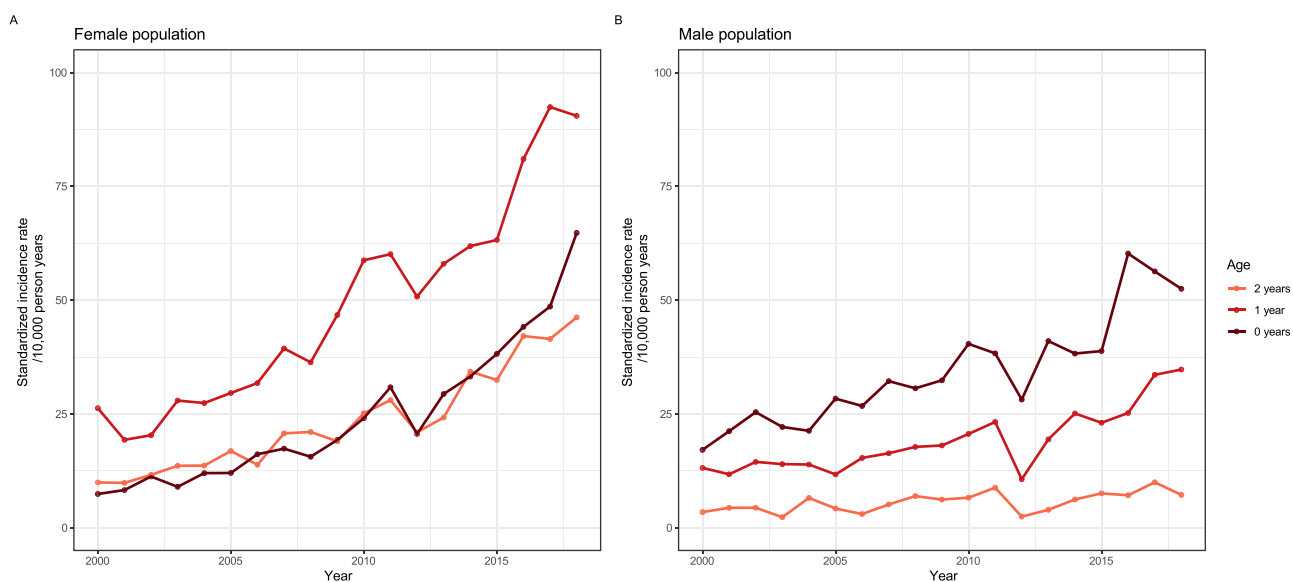 A
Female population
Standardized incidence rate
/10,000 person years
100
75
50
25
0
2000
2005
2010
2015
Year
B
Male population
Standardized incidence rate
/10,000 person years
100
75
50
25
0
2000
2005
2010
2015
Year
Age
2 years
1 year
0 years